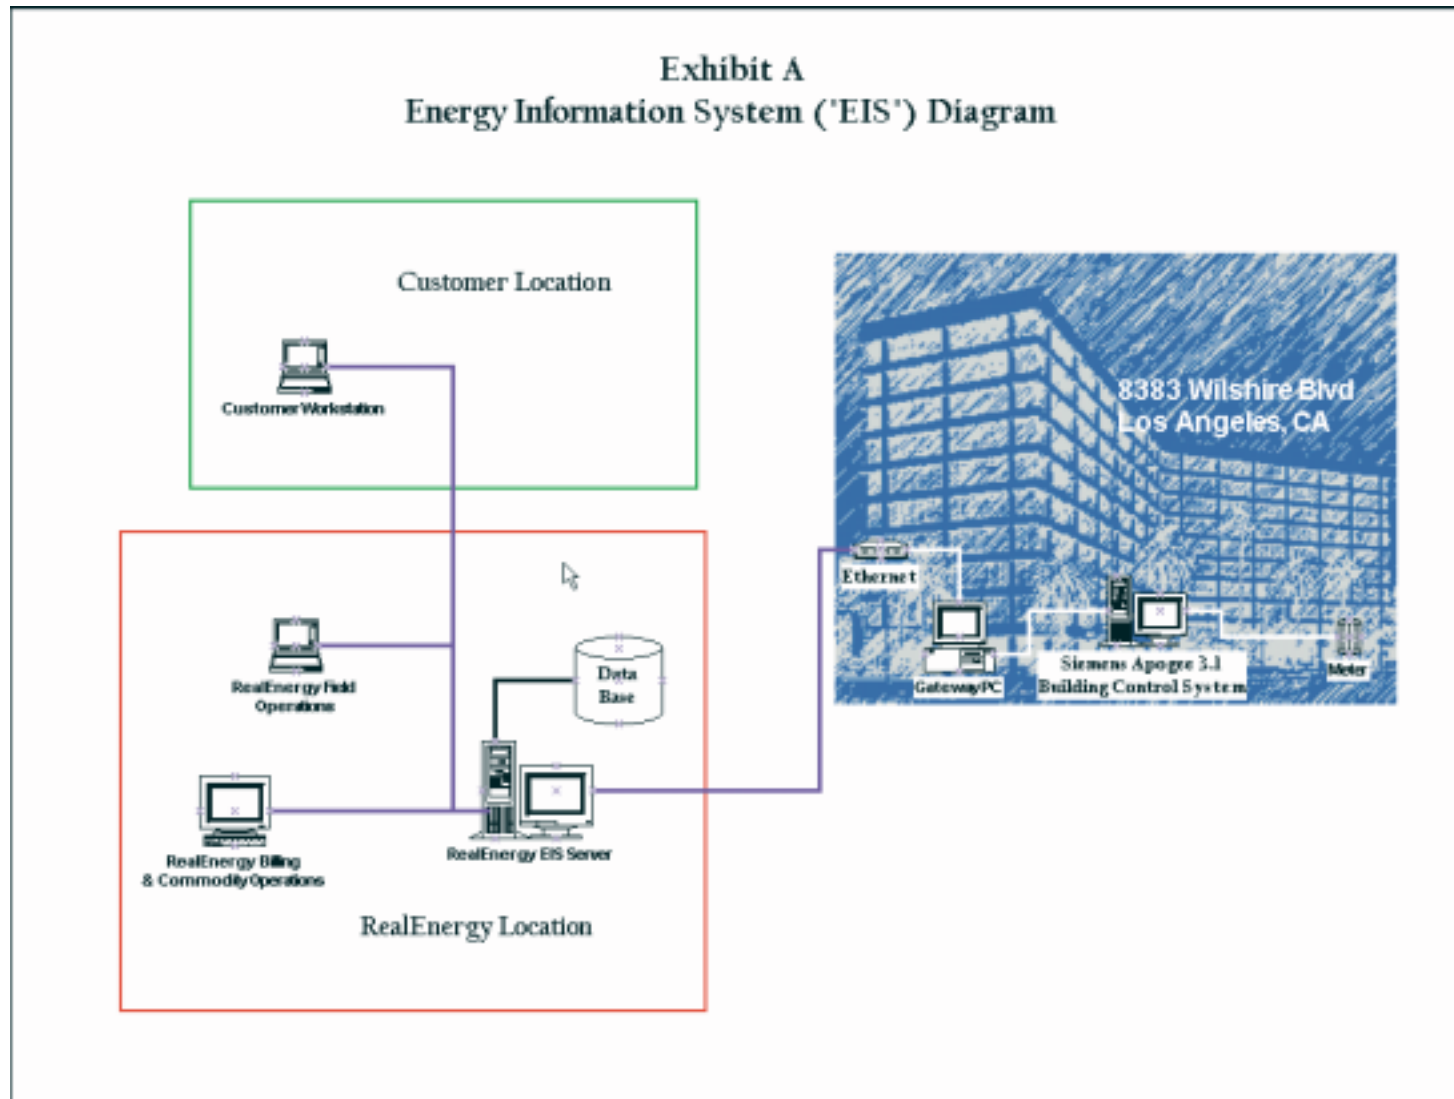 Exhibit A
Energy Information System ("EIS") Diagram
Customer Location
Customer Workstation
8383 Wilshire Blvd
Los Angeles, CA
Ethernet
Gateway PC
Siemens Apogee 3.1
Building Control System
Meter
RealEnergy Field
Operations
Data
Base
RealEnergy Billing
& Commodity Operations
RealEnergy EIS Server
RealEnergy Location